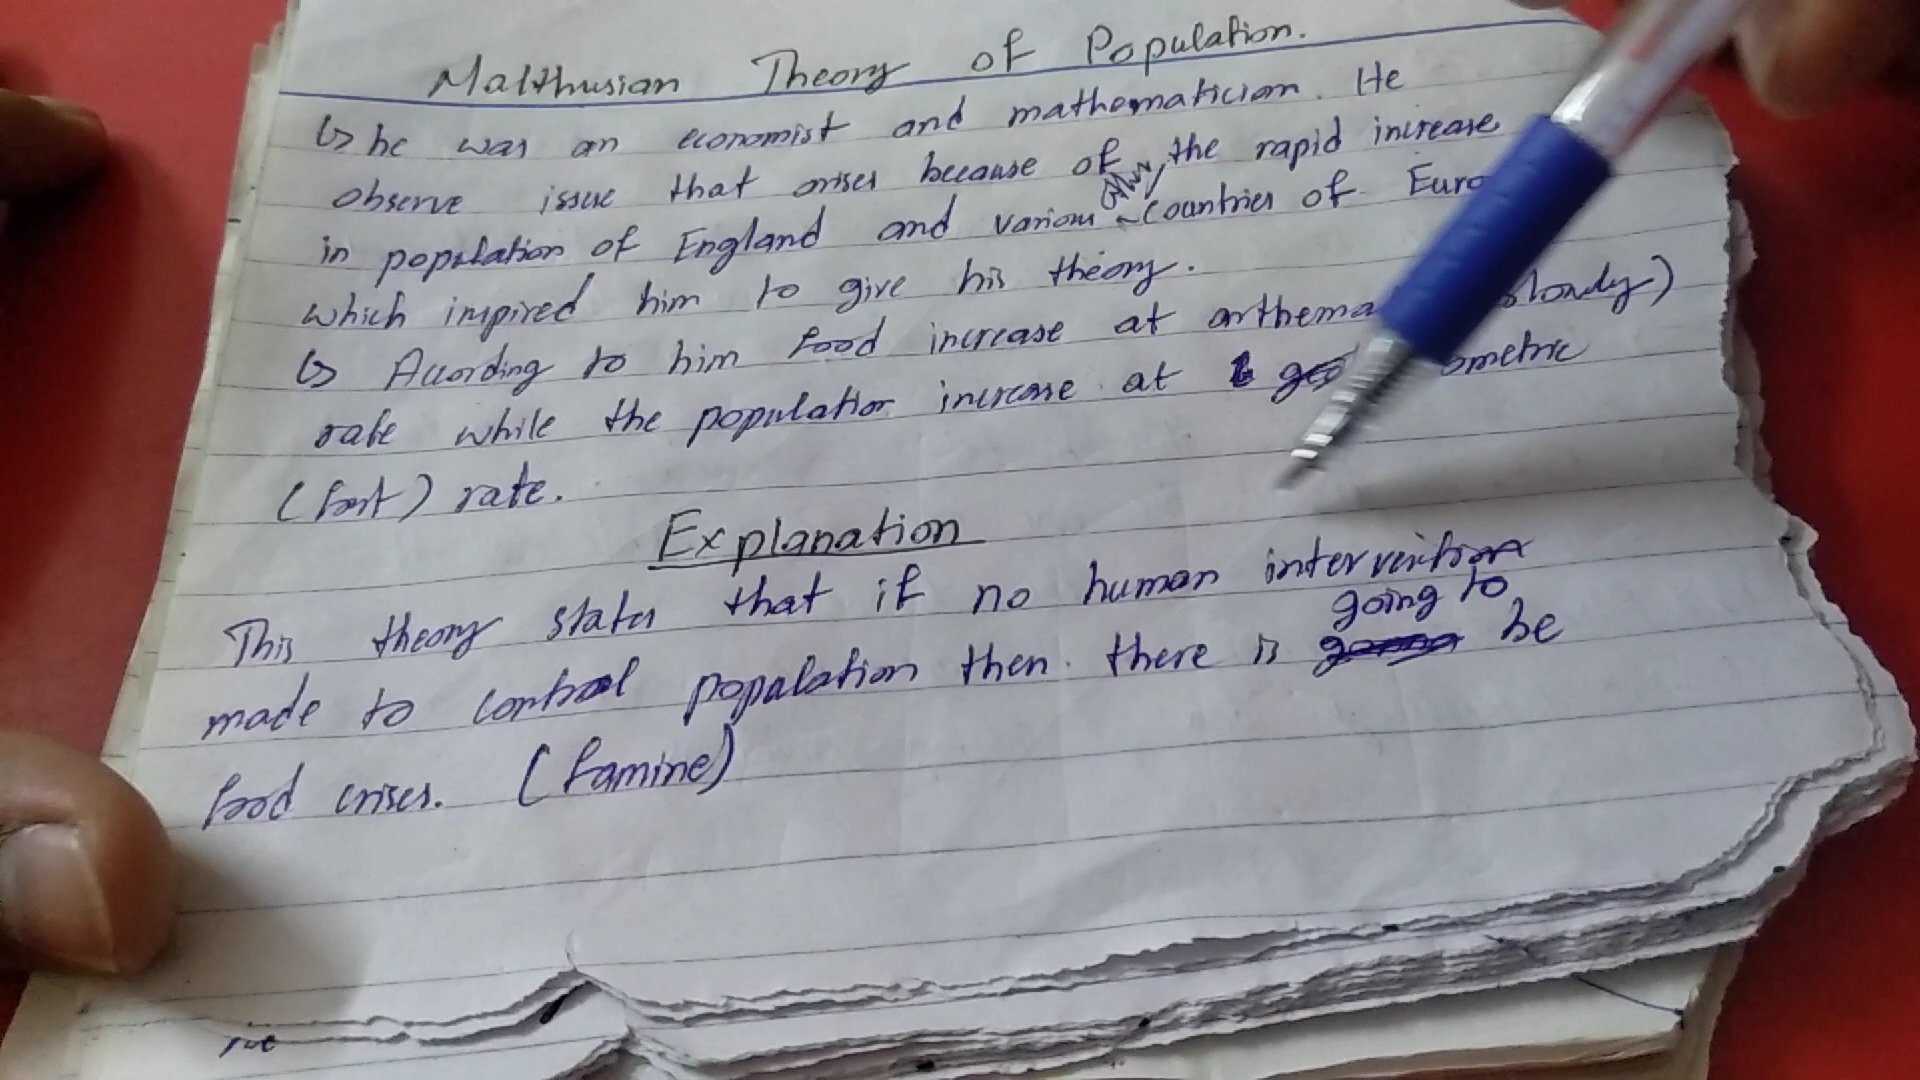 Malthusian Theory of Population.
↳ he was an economist and mathematician. He
observe issue that arises because of the rapid increase
in population of England and various countries of Euro
which inspired him to give his theory.
↳ Acording to him food increase at arthema slowly)
rate while the population increase at ometric
(fast) rate.
Explanation
This theory states that if no human intervention
going to
made to control population then there is be
food crises. (famine)